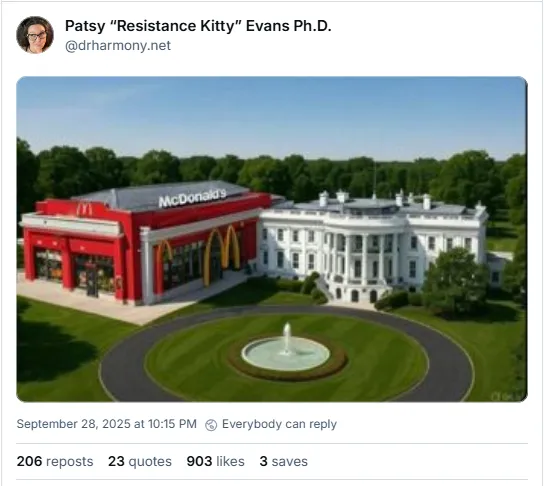 Patsy “Resistance Kitty” Evans Ph.D.
@drharmony.net
McDonald's
September 28, 2025 at 10:15 PM Everybody can reply
206 reposts 23 quotes 903 likes 3 saves